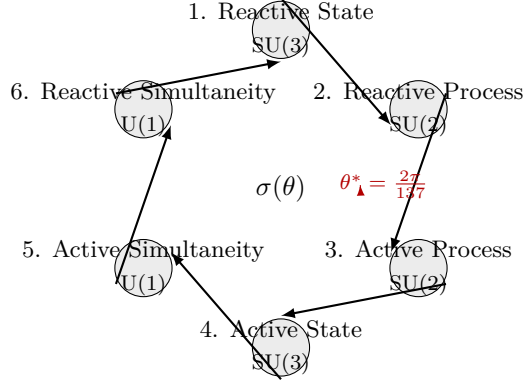 1. Reactive State
SU(3)
6. Reactive Simultaneity
U(1)
2. Reactive Process
SU(2)
σ(θ)
θ* = 2π/137
5. Active Simultaneity
U(1)
3. Active Process
SU(2)
4. Active State
SU(3)